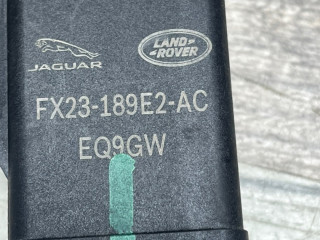 JAGUAR
LAND ROVER
FX23-189E2-AC
EQ9GW